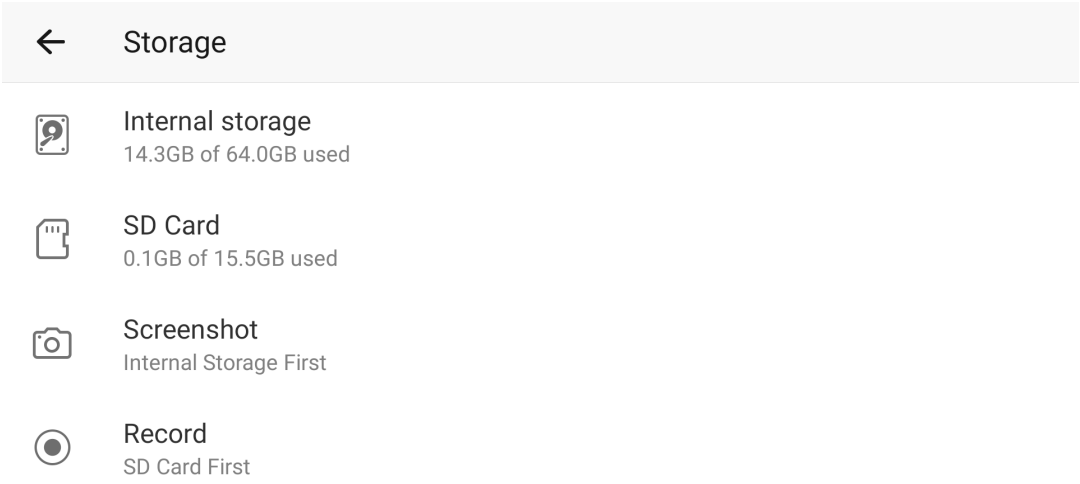 Storage
Internal storage
14.3GB of 64.0GB used
SD Card
0.1GB of 15.5GB used
Screenshot
Internal Storage First
Record
SD Card First